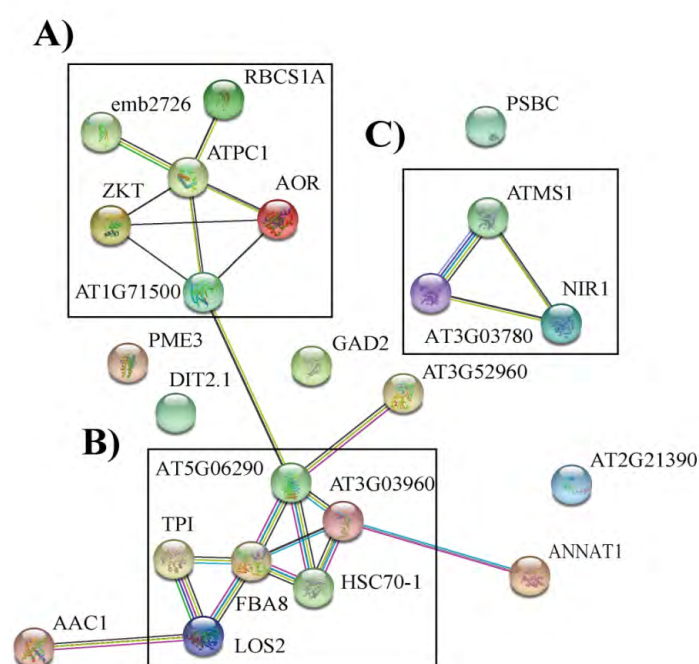 A)
RBCS1A
emb2726
PSBC
C)
ATPC1
ZKT
AOR
ATMS1
AT1G71500
NIR1
AT3G03780
PME3
GAD2
AT3G52960
DIT2.1
B)
AT5G06290
AT3G03960
AT2G21390
TPI
ANNAT1
HSC70-1
FBA8
AAC1
LOS2